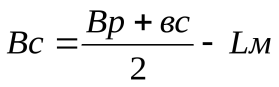 Вс = (Вр + вс) / 2 − Lм